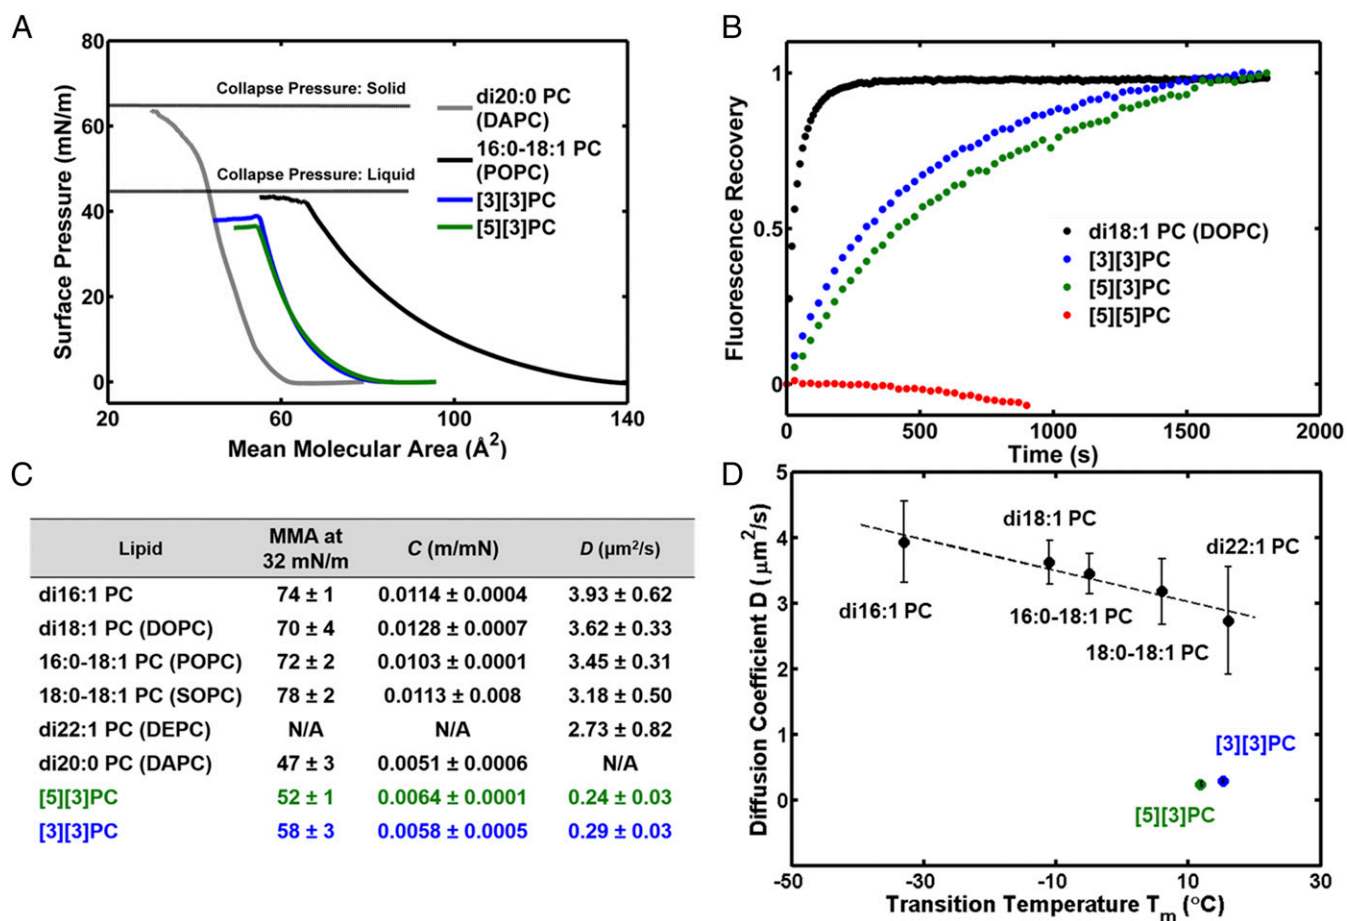 A
80
60
40
20
0
Surface Pressure (mN/m)
Collapse Pressure: Solid
Collapse Pressure: Liquid
di20:0 PC
(DAPC)
16:0-18:1 PC
(POPC)
[3][3]PC
[5][3]PC
20 60 100 140
Mean Molecular Area (Å2)
B
1
0.5
0
Fluorescence Recovery
di18:1 PC (DOPC)
[3][3]PC
[5][3]PC
[5][5]PC
0 500 1000 1500 2000
Time (s)
C
Lipid MMA at 32 mN/m C (m/mN) D (µm²/s)
di16:1 PC 74 ± 1 0.0114 ± 0.0004 3.93 ± 0.62
di18:1 PC (DOPC) 70 ± 4 0.0128 ± 0.0007 3.62 ± 0.33
16:0-18:1 PC (POPC) 72 ± 2 0.0103 ± 0.0001 3.45 ± 0.31
18:0-18:1 PC (SOPC) 78 ± 2 0.0113 ± 0.008 3.18 ± 0.50
di22:1 PC (DEPC) N/A N/A 2.73 ± 0.82
di20:0 PC (DAPC) 47 ± 3 0.0051 ± 0.0006 N/A
[5][3]PC 52 ± 1 0.0064 ± 0.0001 0.24 ± 0.03
[3][3]PC 58 ± 3 0.0058 ± 0.0005 0.29 ± 0.03
D
5
4
3
2
1
0
Diffusion Coefficient D (µm2/s)
di18:1 PC
di22:1 PC
di16:1 PC
16:0-18:1 PC
18:0-18:1 PC
[3][3]PC
[5][3]PC
-50 -30 -10 10 30
Transition Temperature Tm (°C)